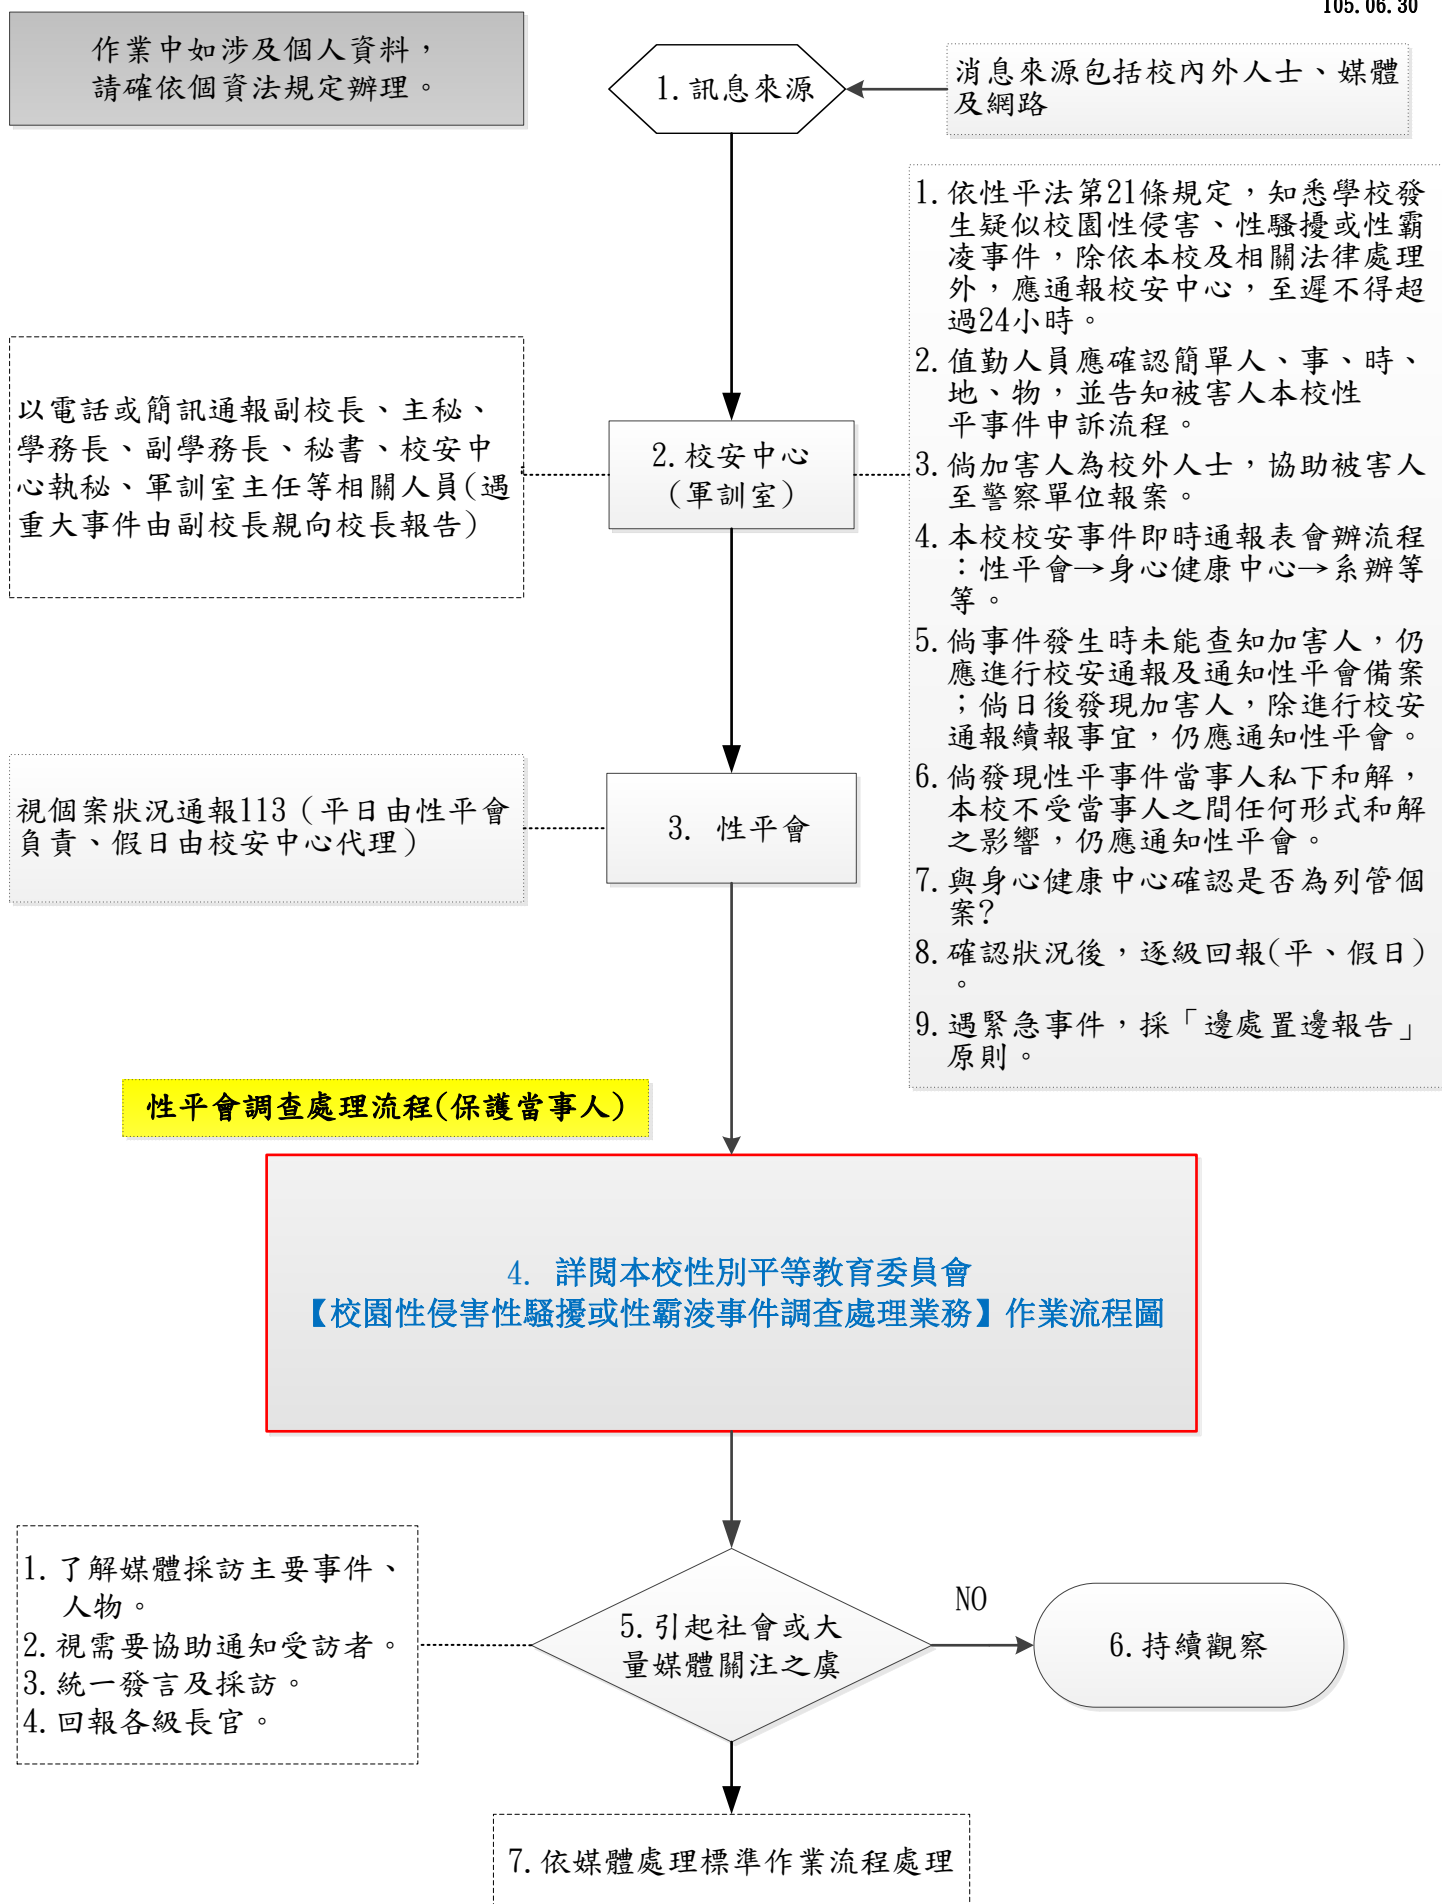 105.06.30
作業中如涉及個人資料，
請確依個資法規定辦理。
1.訊息來源
消息來源包括校內外人士、媒體
及網路
1.依性平法第21條規定，知悉學校發
生疑似校園性侵害、性騷擾或性霸
凌事件，除依本校及相關法律處理
外，應通報校安中心，至遲不得超
過24小時。
2.值勤人員應確認簡單人、事、時、
地、物，並告知被害人本校性
平事件申訴流程。
3.倘加害人為校外人士，協助被害人
至警察單位報案。
4.本校校安事件即時通報表會辦流程
：性平會→身心健康中心→系辦等
等。
5.倘事件發生時未能查知加害人，仍
應進行校安通報及通知性平會備案
；倘日後發現加害人，除進行校安
通報續報事宜，仍應通知性平會。
6.倘發現性平事件當事人私下和解，
本校不受當事人之間任何形式和解
之影響，仍應通知性平會。
7.與身心健康中心確認是否為列管個
案?
8.確認狀況後，逐級回報(平、假日)
。
9.遇緊急事件，採「邊處置邊報告」
原則。
以電話或簡訊通報副校長、主秘、
學務長、副學務長、秘書、校安中
心執秘、軍訓室主任等相關人員(遇
重大事件由副校長親向校長報告)
2.校安中心
（軍訓室）
視個案狀況通報113（平日由性平會
負責、假日由校安中心代理）
3. 性平會
性平會調查處理流程(保護當事人)
4. 詳閱本校性別平等教育委員會
【校園性侵害性騷擾或性霸淩事件調查處理業務】作業流程圖
1.了解媒體採訪主要事件、
人物。
2.視需要協助通知受訪者。
3.統一發言及採訪。
4.回報各級長官。
5.引起社會或大
量媒體關注之虞
NO
6.持續觀察
7.依媒體處理標準作業流程處理